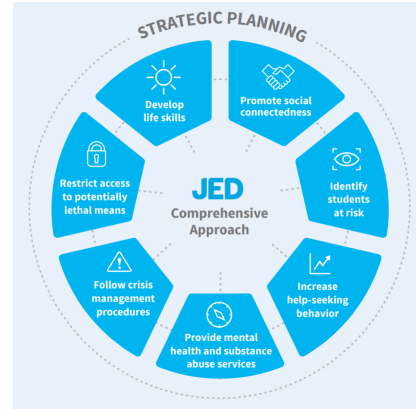 STRATEGIC PLANNING
Develop
life skills
Promote social
connectedness
Restrict access
to potentially
lethal means
JED
Comprehensive
Approach
Identify
students
at risk
Follow crisis
management
procedures
Increase
help-seeking
behavior
Provide mental
health and substance
abuse services